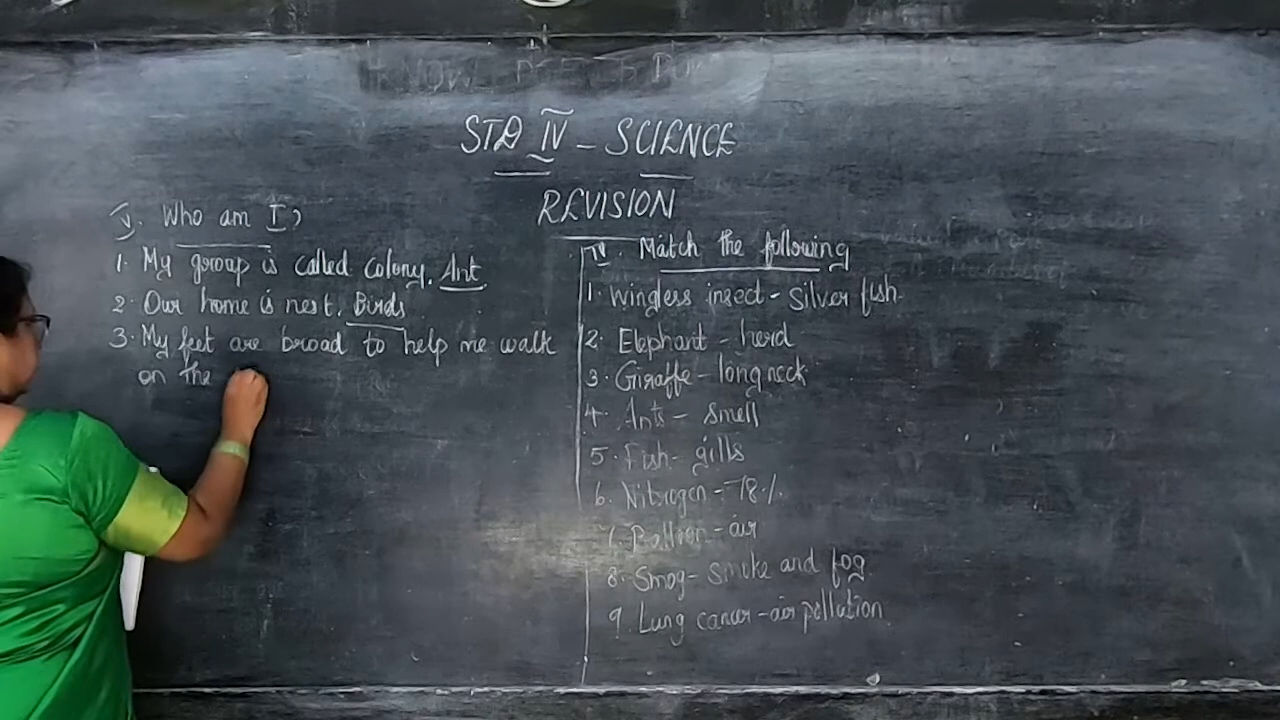 STD IV - SCIENCE
REVISION
V. Who am I?
1. My group is called colony. Ant
2. Our home is nest. Birds
3. My feet are broad to help me walk
on the
IV. Match the following
1. Wingless insect - Silver fish
2. Elephant - herd
3. Giraffe - long neck
4. Ants - smell
5. Fish - gills
6. Nitrogen - 78%
7. Balloon - air
8. Smog - smoke and fog
9. Lung cancer - air pollution